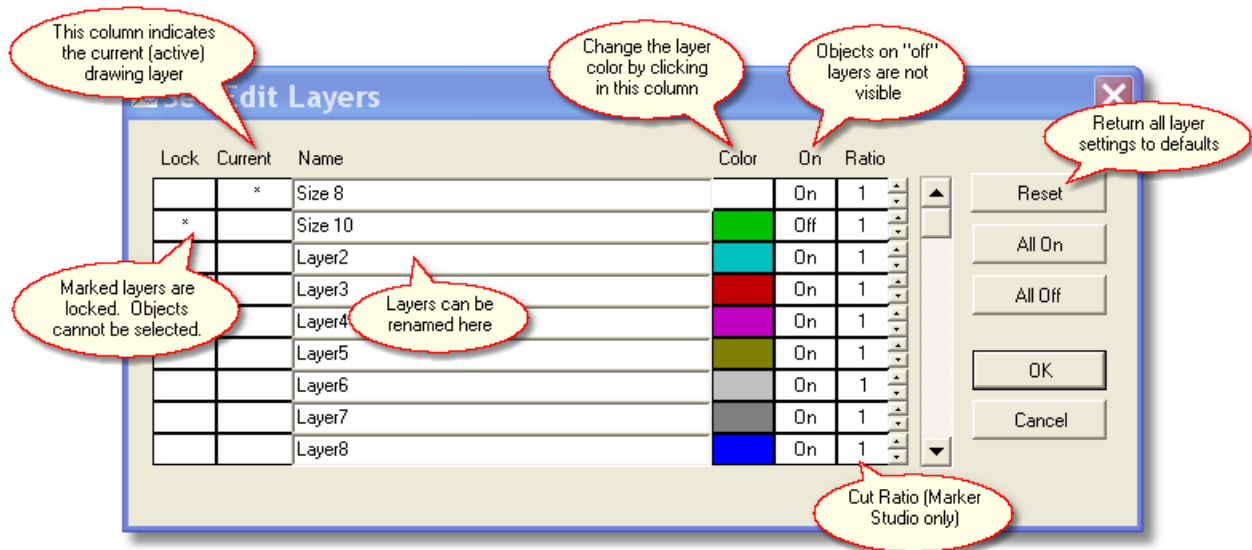 This column indicates
the current (active)
drawing layer
Change the layer
color by clicking
in this column
Objects on "off"
layers are not
visible
Edit Layers
Return all layer
settings to defaults
Lock Current Name Color On Ratio
* Size 8 On 1 Reset
* Size 10 Off 1
Layer2 On 1 All On
Marked layers are
locked. Objects
cannot be selected.
Layer3 On 1 All Off
Layers can be
renamed here
Layer4 On 1
Layer5 On 1
Layer6 On 1 OK
Layer7 On 1 Cancel
Layer8 On 1
Cut Ratio (Marker
Studio only)